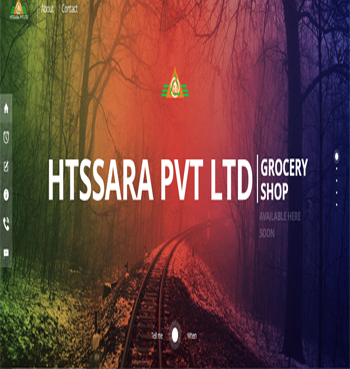 About
Contact
HTSSARA PVT LTD
GROCERY
SHOP
AVAILABLE HERE
SOON
Tell me
When